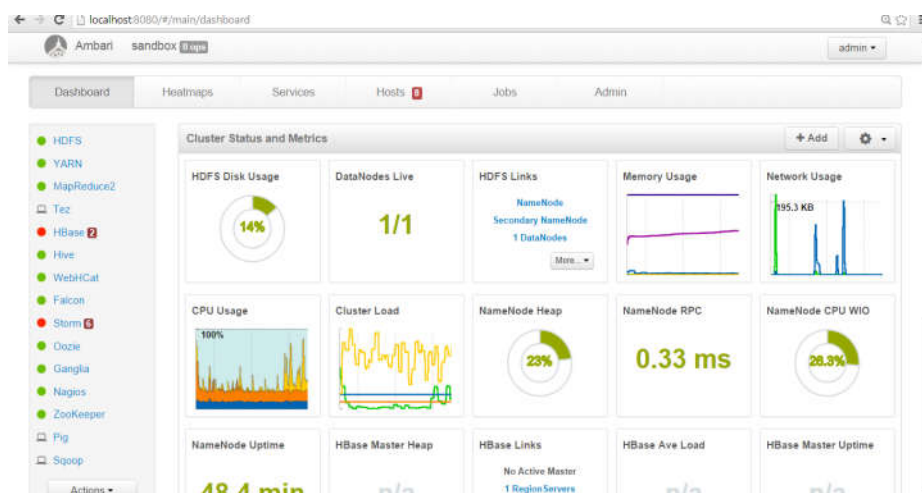 localhost:8080/#/main/dashboard
Ambari sandbox 0 ops admin
Dashboard Heatmaps Services Hosts 8 Jobs Admin
HDFS
YARN
MapReduce2
Tez
HBase 2
Hive
WebHCat
Falcon
Storm 6
Oozie
Ganglia
Nagios
ZooKeeper
Pig
Sqoop
Actions
Cluster Status and Metrics + Add
HDFS Disk Usage
14%
DataNodes Live
1/1
HDFS Links
NameNode
Secondary NameNode
1 DataNodes
More...
Memory Usage
Network Usage
195.3 KB
CPU Usage
100%
Cluster Load
NameNode Heap
23%
NameNode RPC
0.33 ms
NameNode CPU WIO
26.3%
NameNode Uptime
48.4 min
HBase Master Heap
n/a
HBase Links
No Active Master
1 RegionServers
HBase Ave Load
n/a
HBase Master Uptime
n/a